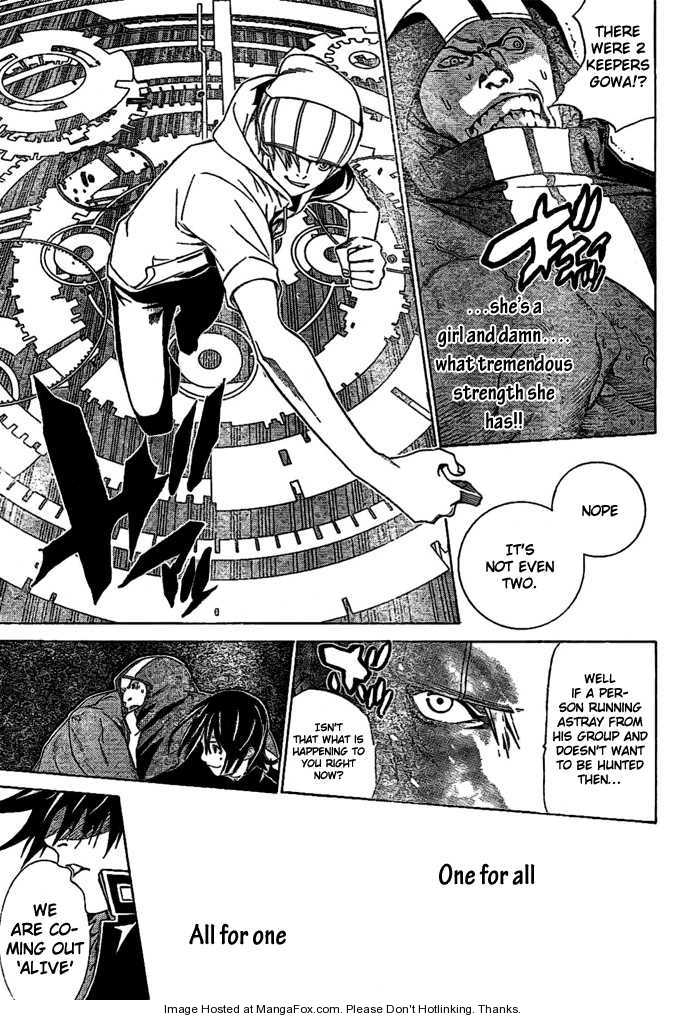 THERE
WERE 2
KEEPERS
GOWA!?
...she's a
girl and damn....
what tremendous
strength she
has!!
NOPE
IT'S
NOT EVEN
TWO.
WELL
IF A PER-
SON RUNNING
ASTRAY FROM
HIS GROUP AND
DOESN'T WANT
TO BE HUNTED
THEN...
ISN'T
THAT WHAT IS
HAPPENING TO
YOU RIGHT
NOW?
One for all
All for one
WE
ARE CO-
MING OUT
'ALIVE'
Image Hosted at MangaFox.com. Please Don't Hotlinking. Thanks.